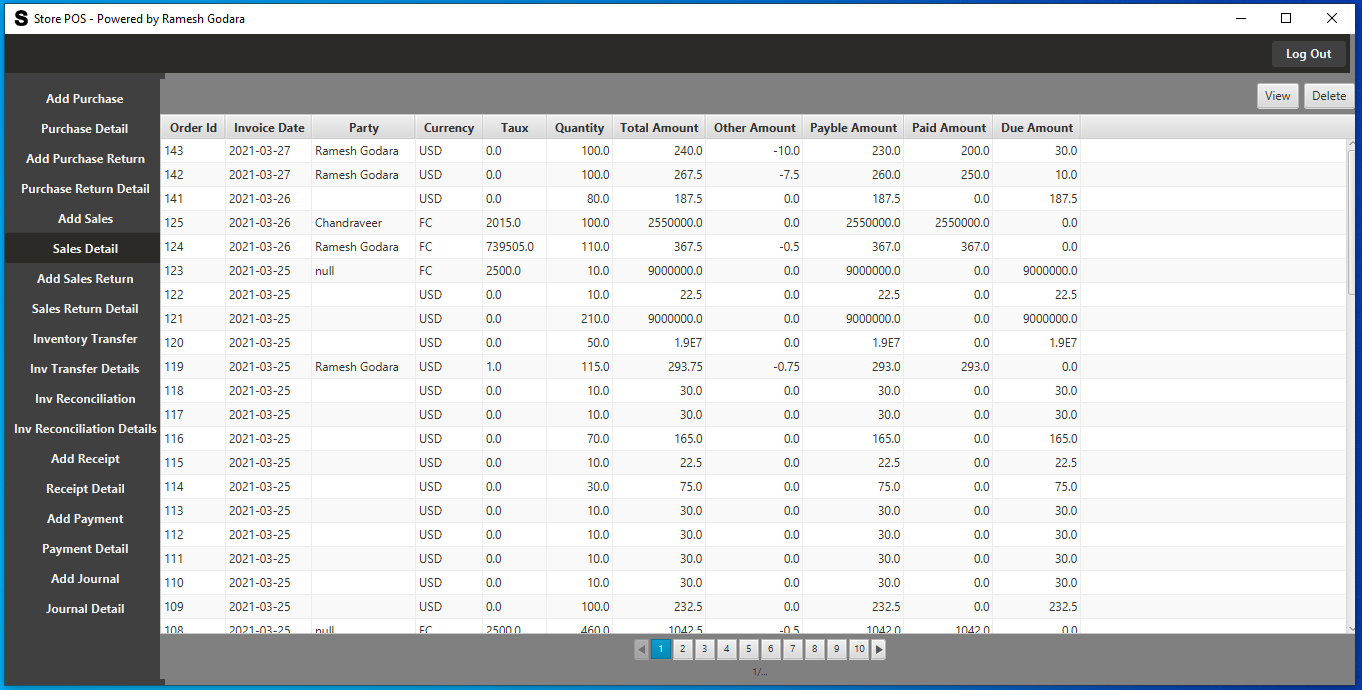 S Store POS - Powered by Ramesh Godara
Log Out
Add Purchase
Purchase Detail
Add Purchase Return
Purchase Return Detail
Add Sales
Sales Detail
Add Sales Return
Sales Return Detail
Inventory Transfer
Inv Transfer Details
Inv Reconciliation
Inv Reconciliation Details
Add Receipt
Receipt Detail
Add Payment
Payment Detail
Add Journal
Journal Detail
View Delete
Order Id Invoice Date Party Currency Taux Quantity Total Amount Other Amount Payble Amount Paid Amount Due Amount
143 2021-03-27 Ramesh Godara USD 0.0 100.0 240.0 -10.0 230.0 200.0 30.0
142 2021-03-27 Ramesh Godara USD 0.0 100.0 267.5 -7.5 260.0 250.0 10.0
141 2021-03-26 USD 0.0 80.0 187.5 0.0 187.5 0.0 187.5
125 2021-03-26 Chandraveer FC 2015.0 100.0 2550000.0 0.0 2550000.0 2550000.0 0.0
124 2021-03-26 Ramesh Godara FC 739505.0 110.0 367.5 -0.5 367.0 367.0 0.0
123 2021-03-25 null FC 2500.0 10.0 9000000.0 0.0 9000000.0 0.0 9000000.0
122 2021-03-25 USD 0.0 10.0 22.5 0.0 22.5 0.0 22.5
121 2021-03-25 USD 0.0 210.0 9000000.0 0.0 9000000.0 0.0 9000000.0
120 2021-03-25 USD 0.0 50.0 1.9E7 0.0 1.9E7 0.0 1.9E7
119 2021-03-25 Ramesh Godara USD 1.0 115.0 293.75 -0.75 293.0 293.0 0.0
118 2021-03-25 USD 0.0 10.0 30.0 0.0 30.0 0.0 30.0
117 2021-03-25 USD 0.0 10.0 30.0 0.0 30.0 0.0 30.0
116 2021-03-25 USD 0.0 70.0 165.0 0.0 165.0 0.0 165.0
115 2021-03-25 USD 0.0 10.0 22.5 0.0 22.5 0.0 22.5
114 2021-03-25 USD 0.0 30.0 75.0 0.0 75.0 0.0 75.0
113 2021-03-25 USD 0.0 10.0 30.0 0.0 30.0 0.0 30.0
112 2021-03-25 USD 0.0 10.0 30.0 0.0 30.0 0.0 30.0
111 2021-03-25 USD 0.0 10.0 30.0 0.0 30.0 0.0 30.0
110 2021-03-25 USD 0.0 10.0 30.0 0.0 30.0 0.0 30.0
109 2021-03-25 USD 0.0 100.0 232.5 0.0 232.5 0.0 232.5
108 2021-03-25 null FC 2500.0 460.0 1042.5 -0.5 1042.0 1042.0 0.0
1 2 3 4 5 6 7 8 9 10
1/...